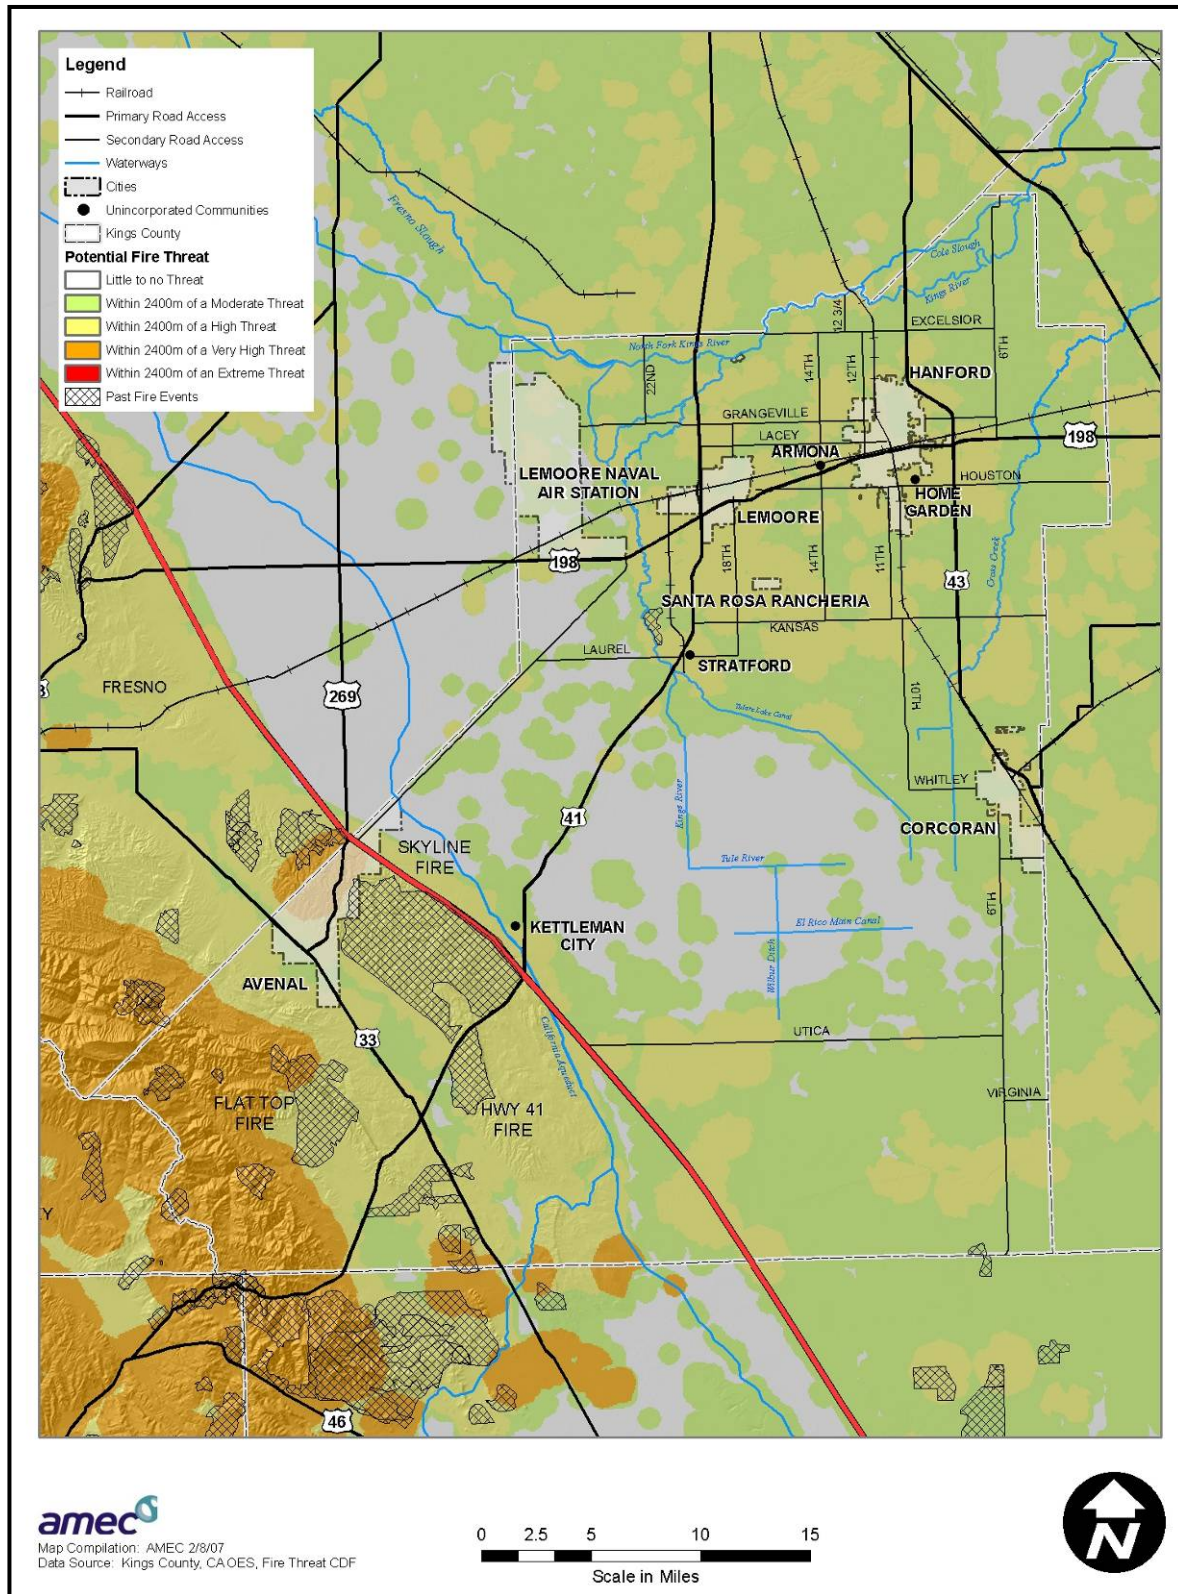 Legend
Railroad
Primary Road Access
Secondary Road Access
Waterways
Cities
Unincorporated Communities
Kings County
Potential Fire Threat
Little to no Threat
Within 2400m of a Moderate Threat
Within 2400m of a High Threat
Within 2400m of a Very High Threat
Within 2400m of an Extreme Threat
Past Fire Events
Fresno Slough
Cole Slough
Kings River
12 3/4
EXCELSIOR
North Fork Kings River
6TH
22ND
14TH
12TH
HANFORD
GRANGEVILLE
LACEY
198
ARMONA
LEMOORE NAVAL
AIR STATION
HOUSTON
HOME
GARDEN
LEMOORE
198
18TH
14TH
11TH
43
Cross Creek
SANTA ROSA RANCHERIA
KANSAS
LAUREL
STRATFORD
FRESNO
269
10TH
Tulare Lake Canal
WHITLEY
Kings River
41
CORCORAN
SKYLINE
FIRE
Tule River
6TH
El Rico Main Canal
KETTLEMAN
CITY
Wilbur Ditch
AVENAL
33
UTICA
California Aqueduct
VIRGINIA
FLAT TOP
FIRE
HWY 41
FIRE
Y
46
amec
Map Compilation: AMEC 2/8/07
Data Source: Kings County, CA OES, Fire Threat CDF
0 2.5 5 10 15
Scale in Miles
N